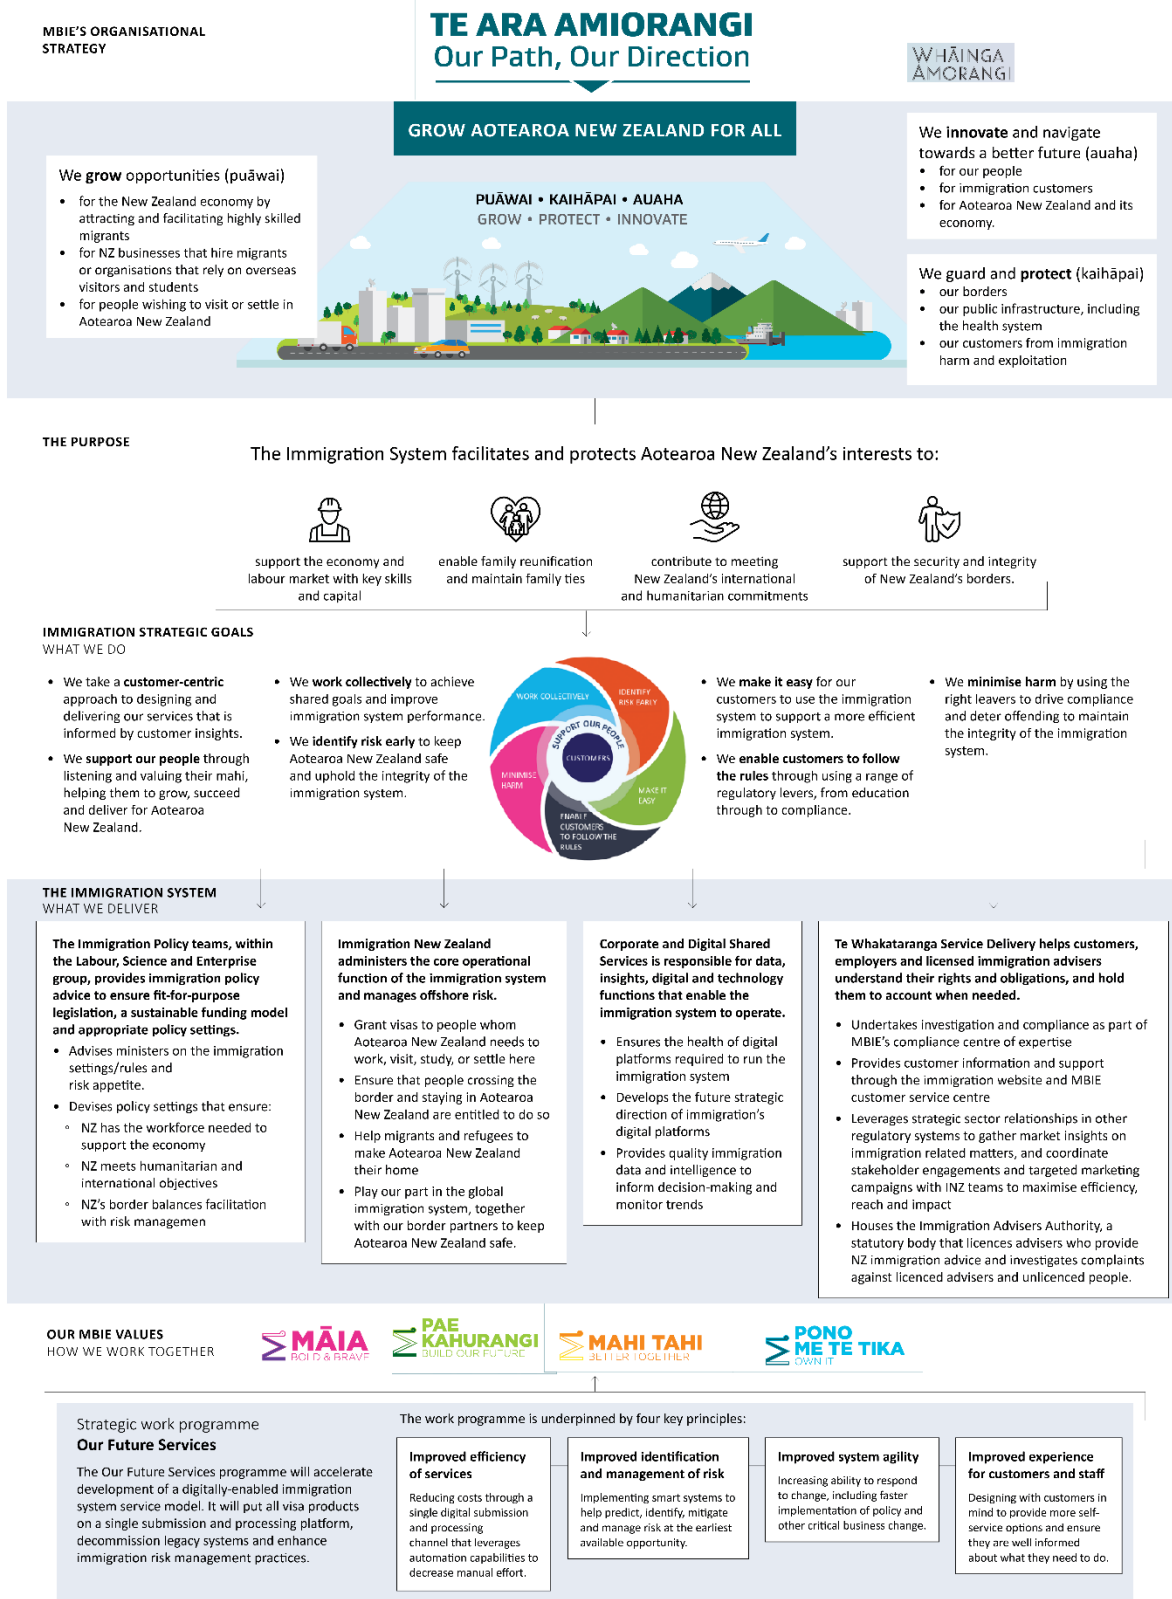 MBIE'S ORGANISATIONAL
STRATEGY
TE ARA AMIORANGI
Our Path, Our Direction
WHĀINGA
AMORANGI
GROW AOTEAROA NEW ZEALAND FOR ALL
We grow opportunities (puāwai)
• for the New Zealand economy by
attracting and facilitating highly skilled
migrants
• for NZ businesses that hire migrants
or organisations that rely on overseas
visitors and students
• for people wishing to visit or settle in
Aotearoa New Zealand
PUĀWAI • KAIHĀPAI • AUAHA
GROW • PROTECT • INNOVATE
We innovate and navigate
towards a better future (auaha)
• for our people
• for immigration customers
• for Aotearoa New Zealand and its
economy.
We guard and protect (kaihāpai)
• our borders
• our public infrastructure, including
the health system
• our customers from immigration
harm and exploitation
THE PURPOSE
The Immigration System facilitates and protects Aotearoa New Zealand's interests to:
support the economy and
labour market with key skills
and capital
enable family reunification
and maintain family ties
contribute to meeting
New Zealand's international
and humanitarian commitments
support the security and integrity
of New Zealand's borders.
IMMIGRATION STRATEGIC GOALS
WHAT WE DO
• We take a customer-centric
approach to designing and
delivering our services that is
informed by customer insights.
• We support our people through
listening and valuing their mahi,
helping them to grow, succeed
and deliver for Aotearoa
New Zealand.
• We work collectively to achieve
shared goals and improve
immigration system performance.
• We identify risk early to keep
Aotearoa New Zealand safe
and uphold the integrity of the
immigration system.
WORK COLLECTIVELY
IDENTIFY
RISK EARLY
SUPPORT OUR PEOPLE
CUSTOMERS
MINIMISE
HARM
MAKE IT
EASY
ENABLE
CUSTOMERS
TO FOLLOW THE
RULES
• We make it easy for our
customers to use the immigration
system to support a more efficient
immigration system.
• We enable customers to follow
the rules through using a range of
regulatory levers, from education
through to compliance.
• We minimise harm by using the
right leavers to drive compliance
and deter offending to maintain
the integrity of the immigration
system.
THE IMMIGRATION SYSTEM
WHAT WE DELIVER
The Immigration Policy teams, within
the Labour, Science and Enterprise
group, provides immigration policy
advice to ensure fit-for-purpose
legislation, a sustainable funding model
and appropriate policy settings.
• Advises ministers on the immigration
settings/rules and
risk appetite.
• Devises policy settings that ensure:
◦ NZ has the workforce needed to
support the economy
◦ NZ meets humanitarian and
international objectives
◦ NZ's border balances facilitation
with risk managemen
Immigration New Zealand
administers the core operational
function of the immigration system
and manages offshore risk.
• Grant visas to people whom
Aotearoa New Zealand needs to
work, visit, study, or settle here
• Ensure that people crossing the
border and staying in Aotearoa
New Zealand are entitled to do so
• Help migrants and refugees to
make Aotearoa New Zealand
their home
• Play our part in the global
immigration system, together
with our border partners to keep
Aotearoa New Zealand safe.
Corporate and Digital Shared
Services is responsible for data,
insights, digital and technology
functions that enable the
immigration system to operate.
• Ensures the health of digital
platforms required to run the
immigration system
• Develops the future strategic
direction of immigration's
digital platforms
• Provides quality immigration
data and intelligence to
inform decision-making and
monitor trends
Te Whakataranga Service Delivery helps customers,
employers and licensed immigration advisers
understand their rights and obligations, and hold
them to account when needed.
• Undertakes investigation and compliance as part of
MBIE's compliance centre of expertise
• Provides customer information and support
through the immigration website and MBIE
customer service centre
• Leverages strategic sector relationships in other
regulatory systems to gather market insights on
immigration related matters, and coordinate
stakeholder engagements and targeted marketing
campaigns with INZ teams to maximise efficiency,
reach and impact
• Houses the Immigration Advisers Authority, a
statutory body that licences advisers who provide
NZ immigration advice and investigates complaints
against licenced advisers and unlicenced people.
OUR MBIE VALUES
HOW WE WORK TOGETHER
MĀIA
BOLD & BRAVE
PAE
KAHURANGI
BUILD OUR FUTURE
MAHI TAHI
BETTER TOGETHER
PONO
ME TE TIKA
OWN IT
Strategic work programme
Our Future Services
The Our Future Services programme will accelerate
development of a digitally-enabled immigration
system service model. It will put all visa products
on a single submission and processing platform,
decommission legacy systems and enhance
immigration risk management practices.
The work programme is underpinned by four key principles:
Improved efficiency
of services
Reducing costs through a
single digital submission
and processing
channel that leverages
automation capabilities to
decrease manual effort.
Improved identification
and management of risk
Implementing smart systems to
help predict, identify, mitigate
and manage risk at the earliest
available opportunity.
Improved system agility
Increasing ability to respond
to change, including faster
implementation of policy and
other critical business change.
Improved experience
for customers and staff
Designing with customers in
mind to provide more self-
service options and ensure
they are well informed
about what they need to do.